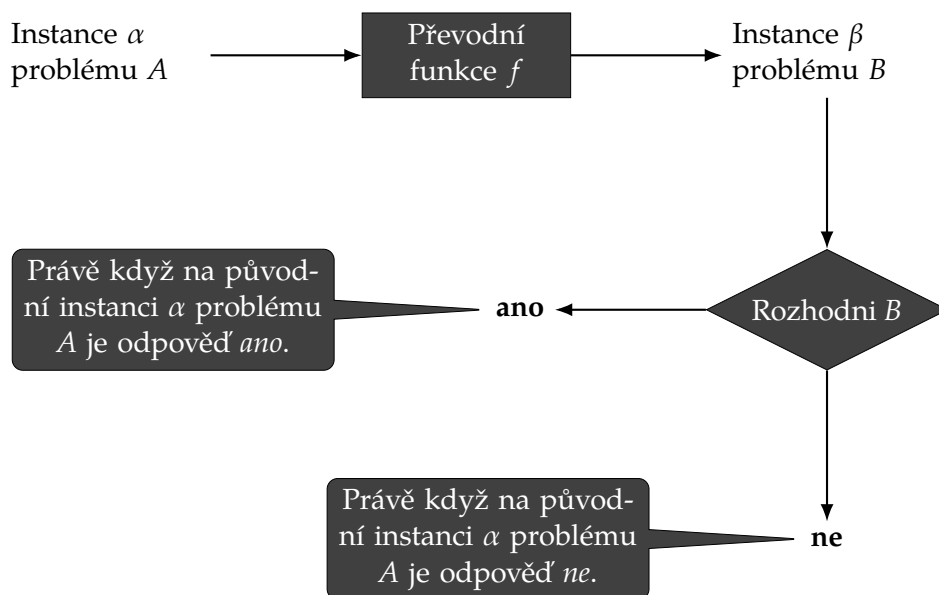 Instance α
problému A
Převodní
funkce f
Instance β
problému B
Rozhodni B
ano
Právě když na původ-
ní instanci α problému
A je odpověď ano.
ne
Právě když na původ-
ní instanci α problému
A je odpověď ne.